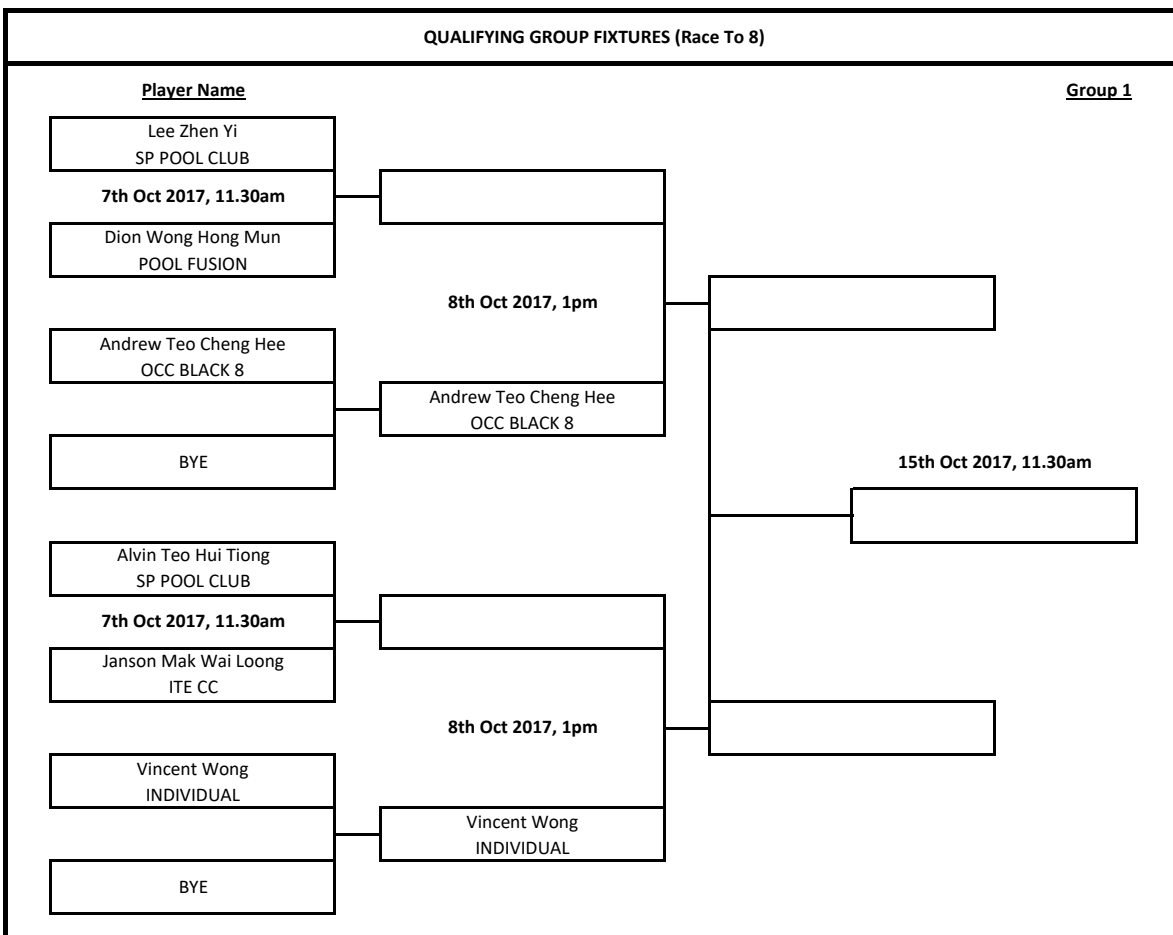 QUALIFYING GROUP FIXTURES (Race To 8)
Player Name
Group 1
Lee Zhen Yi
SP POOL CLUB
7th Oct 2017, 11.30am
Dion Wong Hong Mun
POOL FUSION
8th Oct 2017, 1pm
Andrew Teo Cheng Hee
OCC BLACK 8
Andrew Teo Cheng Hee
OCC BLACK 8
BYE
15th Oct 2017, 11.30am
Alvin Teo Hui Tiong
SP POOL CLUB
7th Oct 2017, 11.30am
Janson Mak Wai Loong
ITE CC
8th Oct 2017, 1pm
Vincent Wong
INDIVIDUAL
Vincent Wong
INDIVIDUAL
BYE